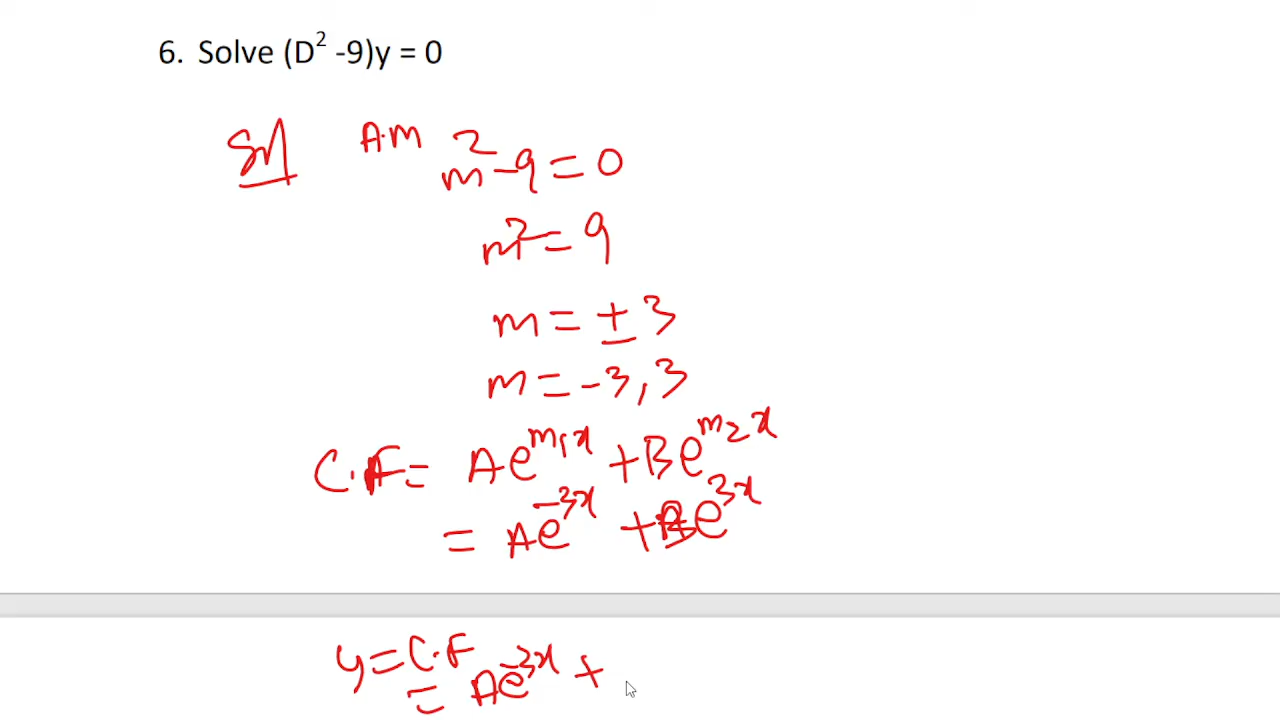 6. Solve (D² -9)y = 0
Sol A.M m² - 9 = 0
m² = 9
m = ± 3
m = -3, 3
C.F = Ae^m₁x + Be^m₂x
= Ae^-3x + Be^3x
y = C.F
= Ae^-3x +